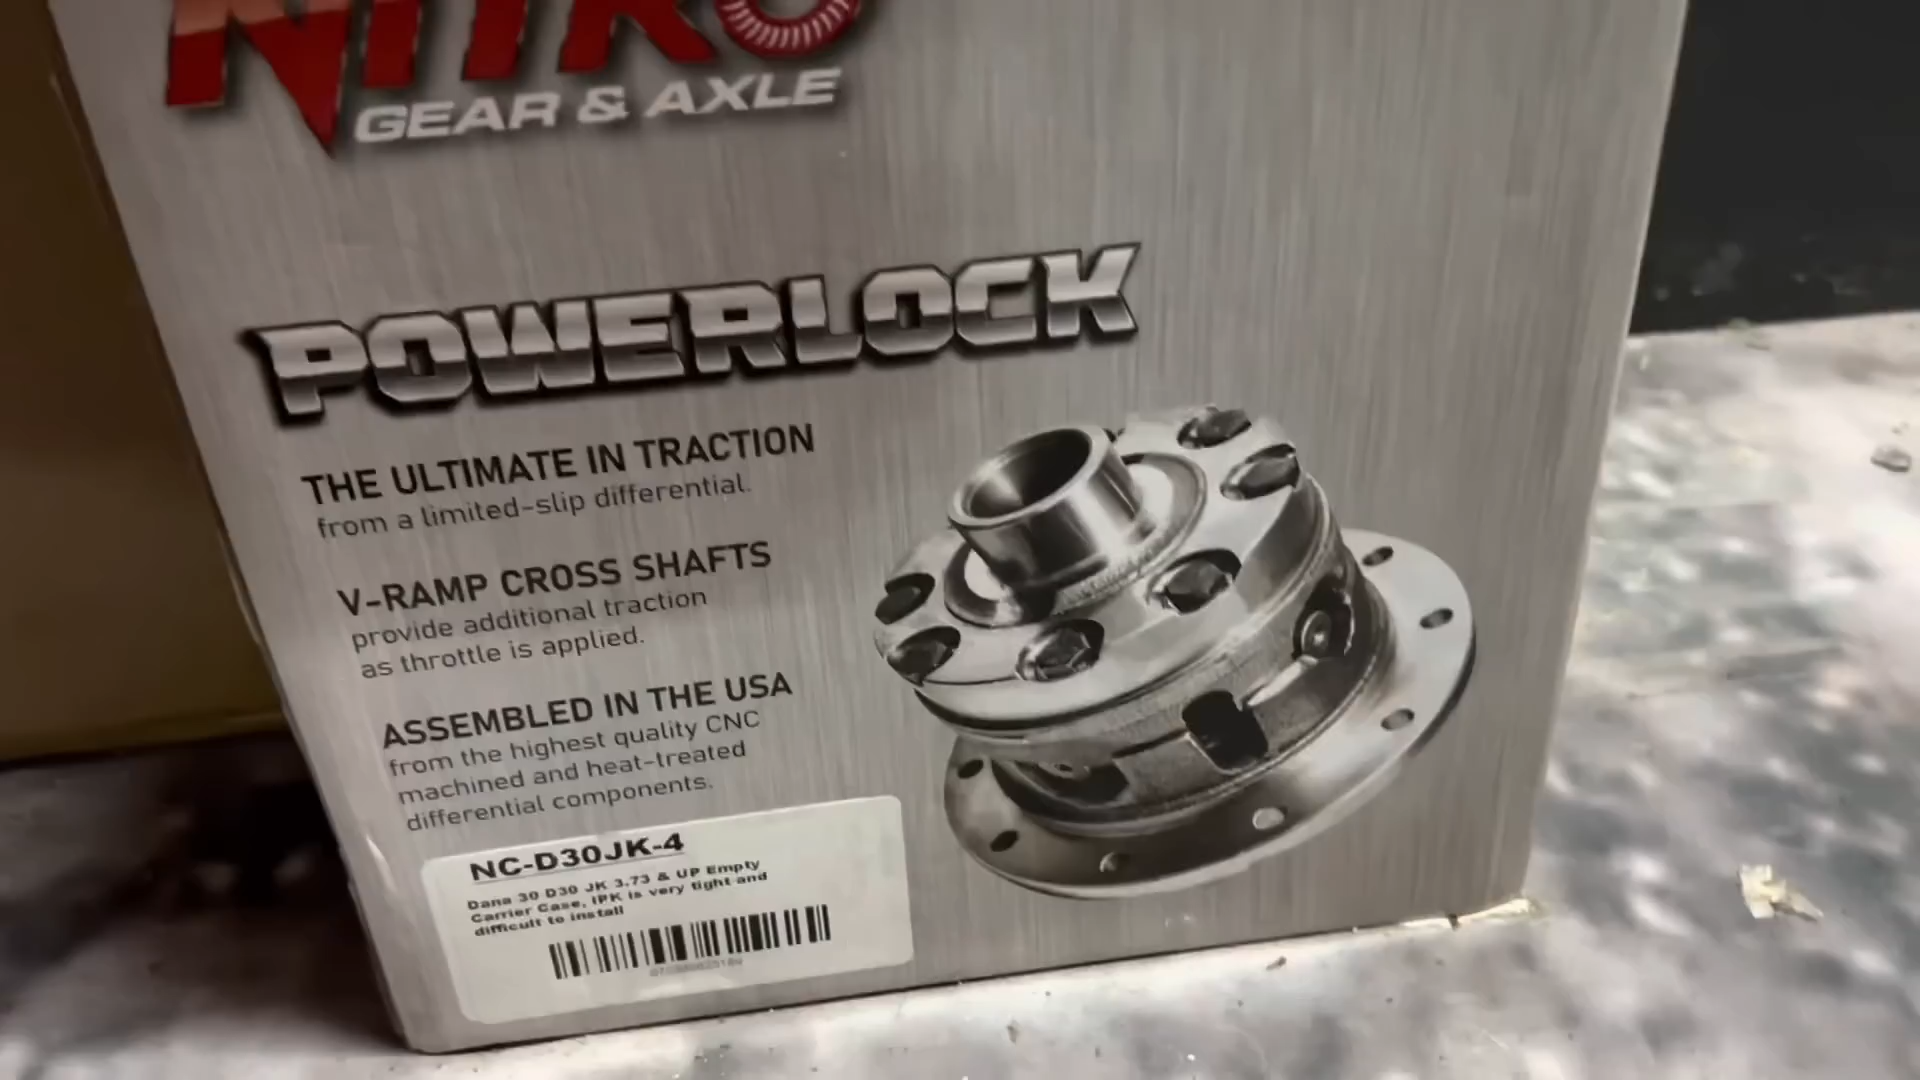 NITRO
GEAR & AXLE
POWERLOCK
THE ULTIMATE IN TRACTION
from a limited-slip differential.
V-RAMP CROSS SHAFTS
provide additional traction
as throttle is applied.
ASSEMBLED IN THE USA
from the highest quality CNC
machined and heat-treated
differential components.
NC-D30JK-4
Dana 30 D30 JK 3.73 & UP Empty
Carrier Case, IPK is very tight and
difficult to install